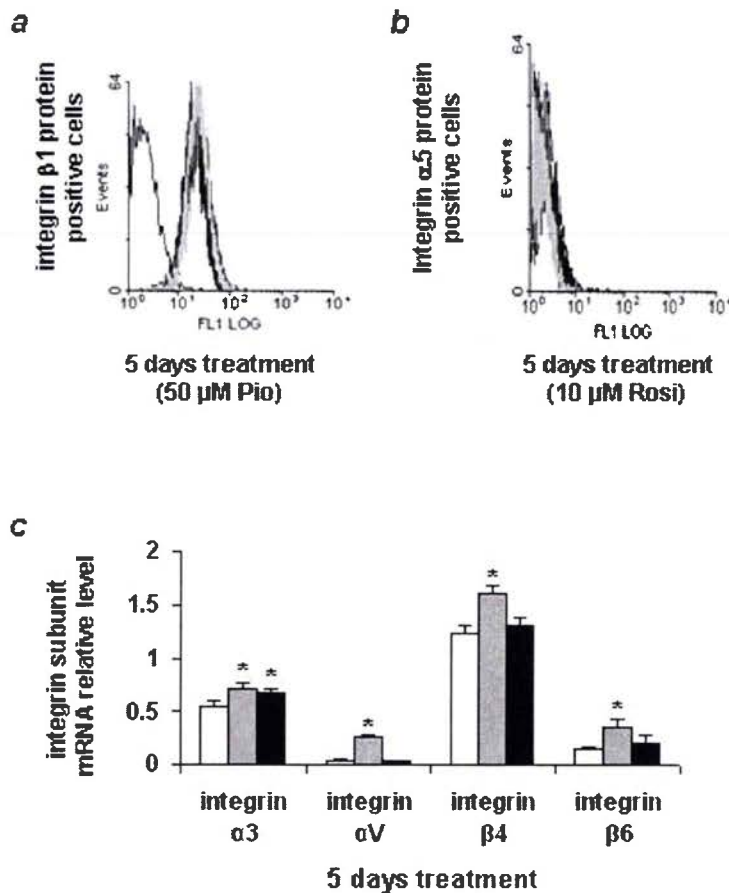 a
integrin β1 protein
positive cells
64
Events
0
10⁰ 10¹ 10² 10³ 10⁴
FL1 LOG
5 days treatment
(50 µM Pio)
b
Integrin α5 protein
positive cells
64
Events
0
10⁰ 10¹ 10² 10³ 10⁴
FL1 LOG
5 days treatment
(10 µM Rosi)
c
integrin subunit
mRNA relative level
2
1.5
1
0.5
0
* * * * *
integrin integrin integrin integrin
α3 αV β4 β6
5 days treatment